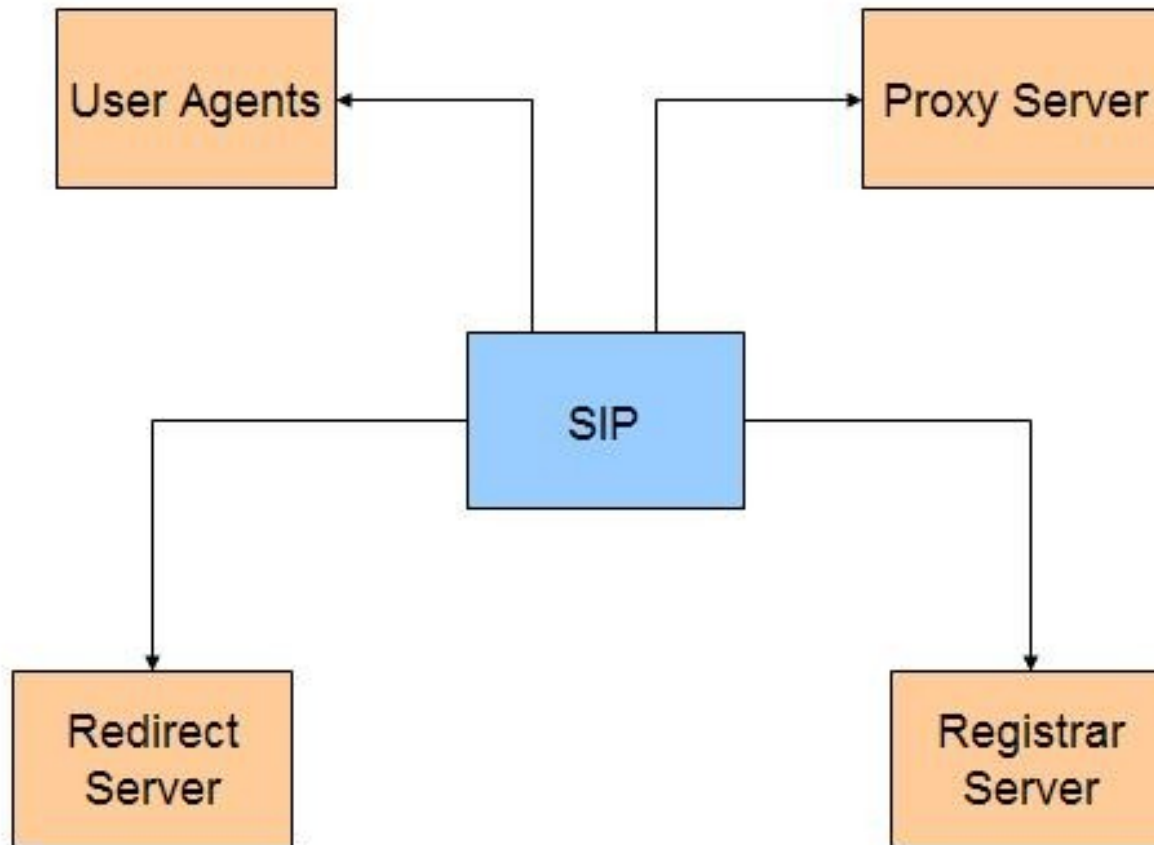 User Agents
Proxy Server
SIP
Redirect
Server
Registrar
Server